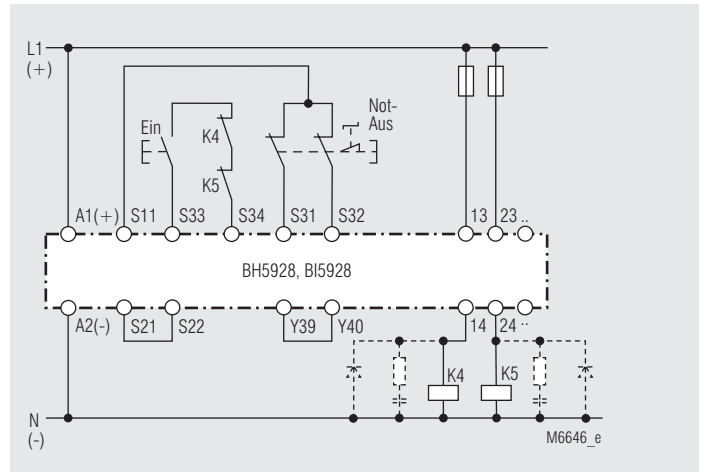 L1
(+)
Ein
K4
K5
Not-
Aus
A1(+) S11 S33 S34 S31 S32 13 23 ..
BH5928, BI5928
A2(-) S21 S22 Y39 Y40 14 24 ..
K4 K5
N
(-)
M6646_e